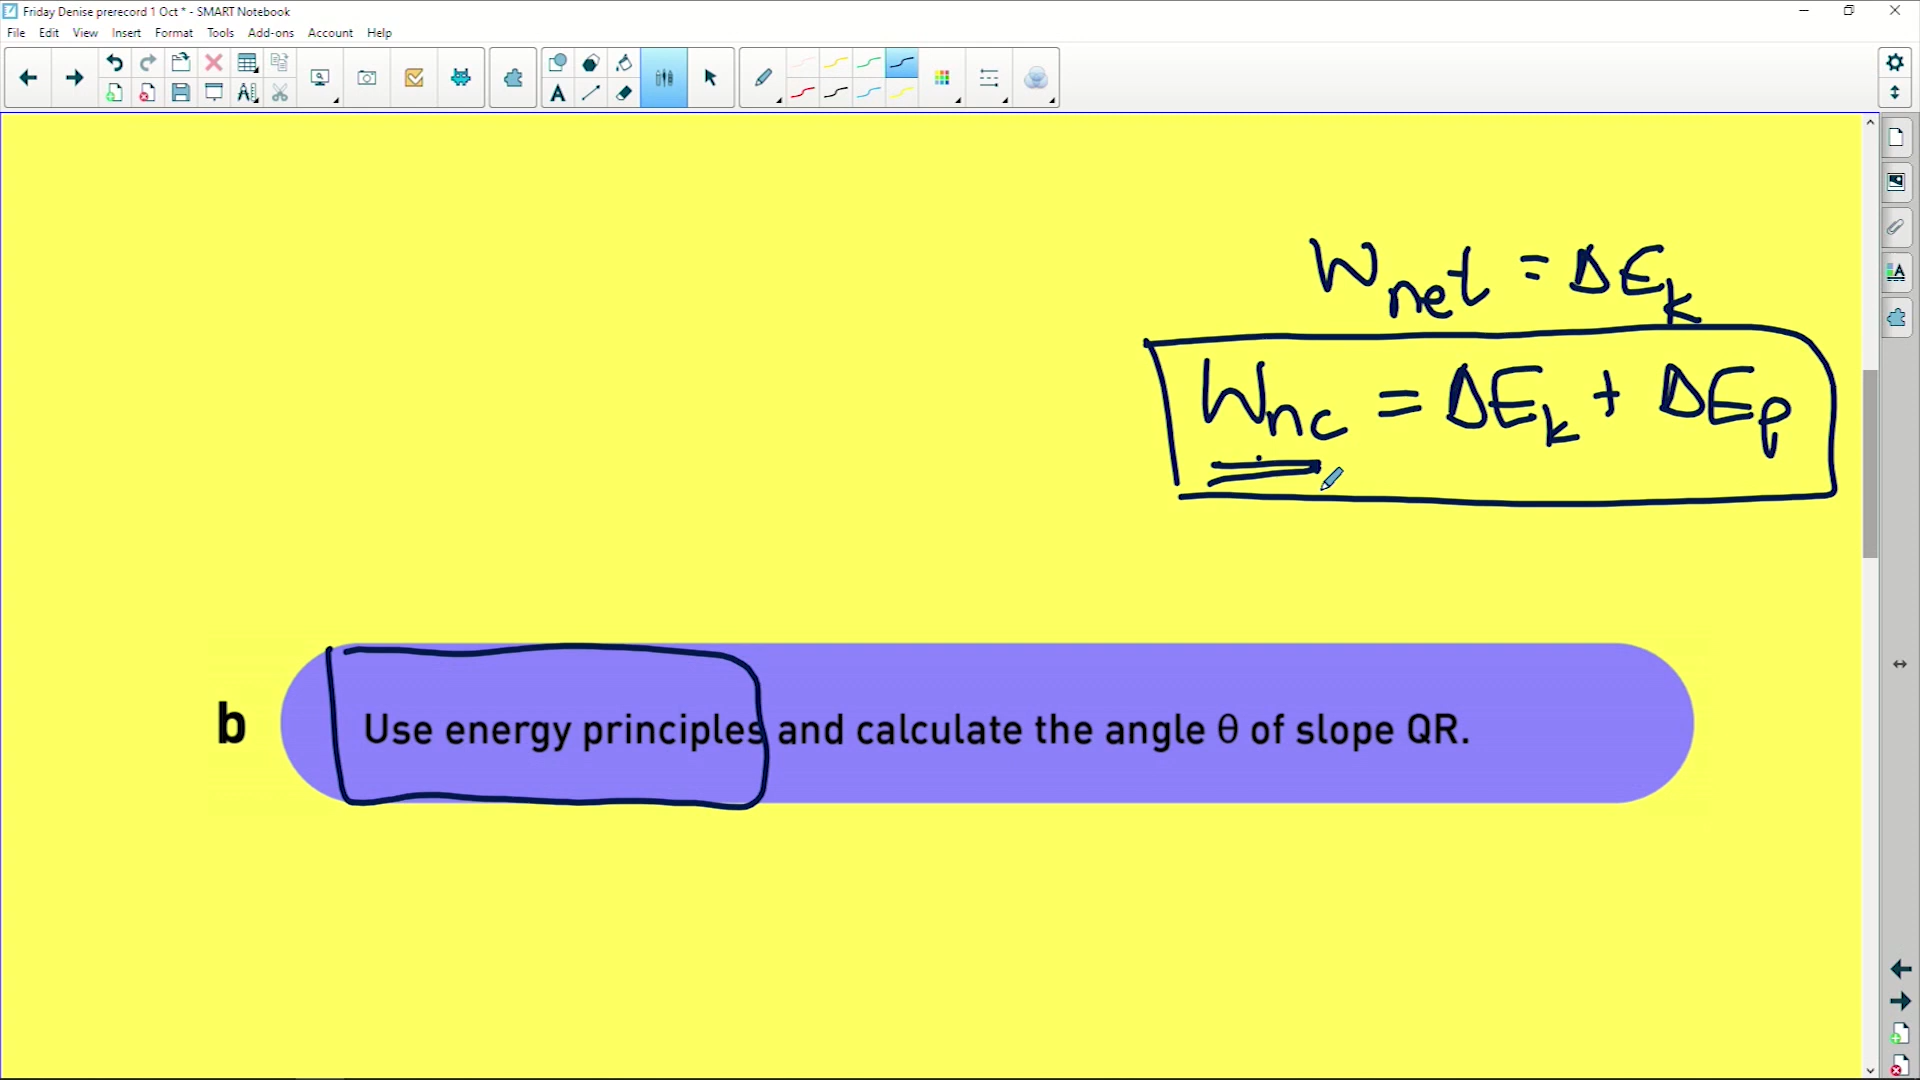 Friday Denise prerecord 1 Oct * - SMART Notebook
File Edit View Insert Format Tools Add-ons Account Help
Wnet = ΔEk
Wnc = ΔEk + ΔEp
b Use energy principles and calculate the angle θ of slope QR.